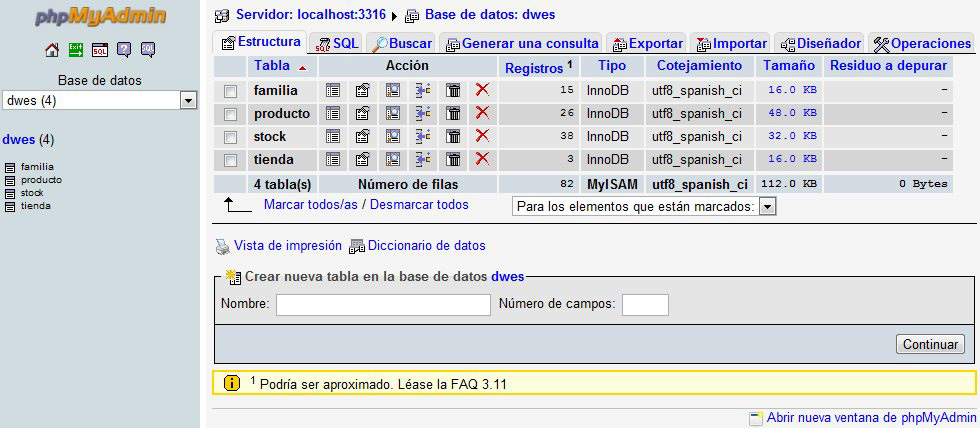 phpMyAdmin
SQL
Base de datos
dwes (4)
dwes (4)
familia
producto
stock
tienda
Servidor: localhost:3316 ▸ Base de datos: dwes
Estructura SQL Buscar Generar una consulta Exportar Importar Diseñador Operaciones
Tabla Acción Registros 1 Tipo Cotejamiento Tamaño Residuo a depurar
familia 15 InnoDB utf8_spanish_ci 16.0 KB -
producto 26 InnoDB utf8_spanish_ci 48.0 KB -
stock 38 InnoDB utf8_spanish_ci 32.0 KB -
tienda 3 InnoDB utf8_spanish_ci 16.0 KB -
4 tabla(s) Número de filas 82 MyISAM utf8_spanish_ci 112.0 KB 0 Bytes
Marcar todos/as / Desmarcar todos Para los elementos que están marcados:
Vista de impresión Diccionario de datos
Crear nueva tabla en la base de datos dwes
Nombre: Número de campos:
Continuar
1 Podría ser aproximado. Léase la FAQ 3.11
Abrir nueva ventana de phpMyAdmin